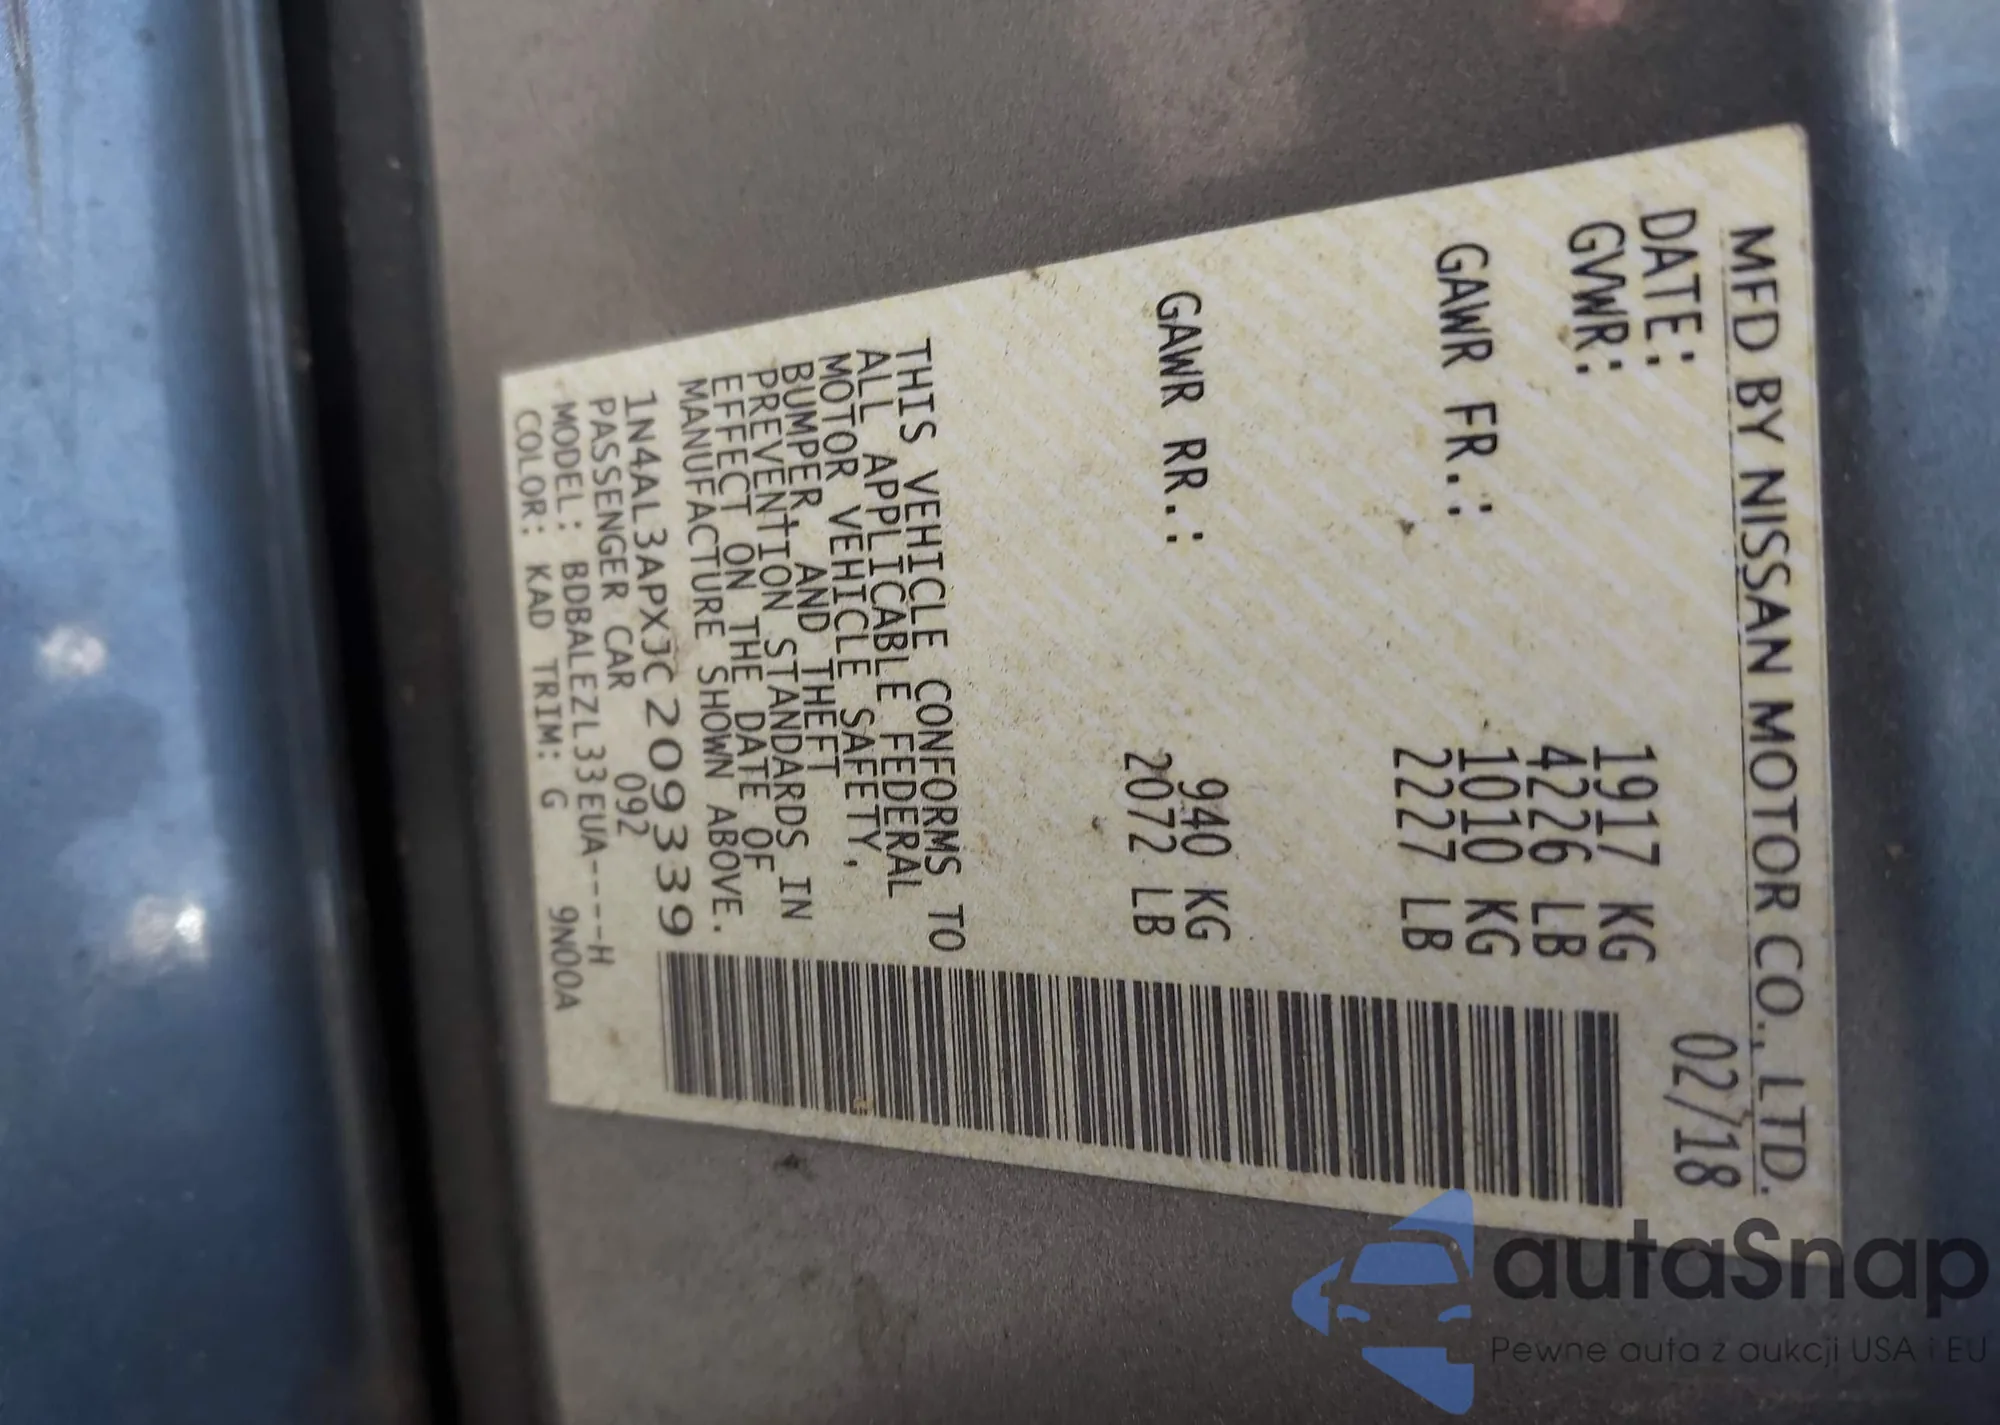 MFD BY NISSAN MOTOR CO., LTD.
DATE: 02/18
GVWR: 1917 KG
4226 LB
GAWR FR.: 1010 KG
2227 LB
GAWR RR.: 940 KG
2072 LB
THIS VEHICLE CONFORMS TO
ALL APPLICABLE FEDERAL
MOTOR VEHICLE SAFETY,
BUMPER, AND THEFT
PREVENTION STANDARDS IN
EFFECT ON THE DATE OF
MANUFACTURE SHOWN ABOVE.
1N4AL3APXJC209339
PASSENGER CAR 092
MODEL: BDBALEZL33EUA----H
COLOR: KAD TRIM: G 9N00A
autaSnap
Pewne auta z aukcji USA i EU